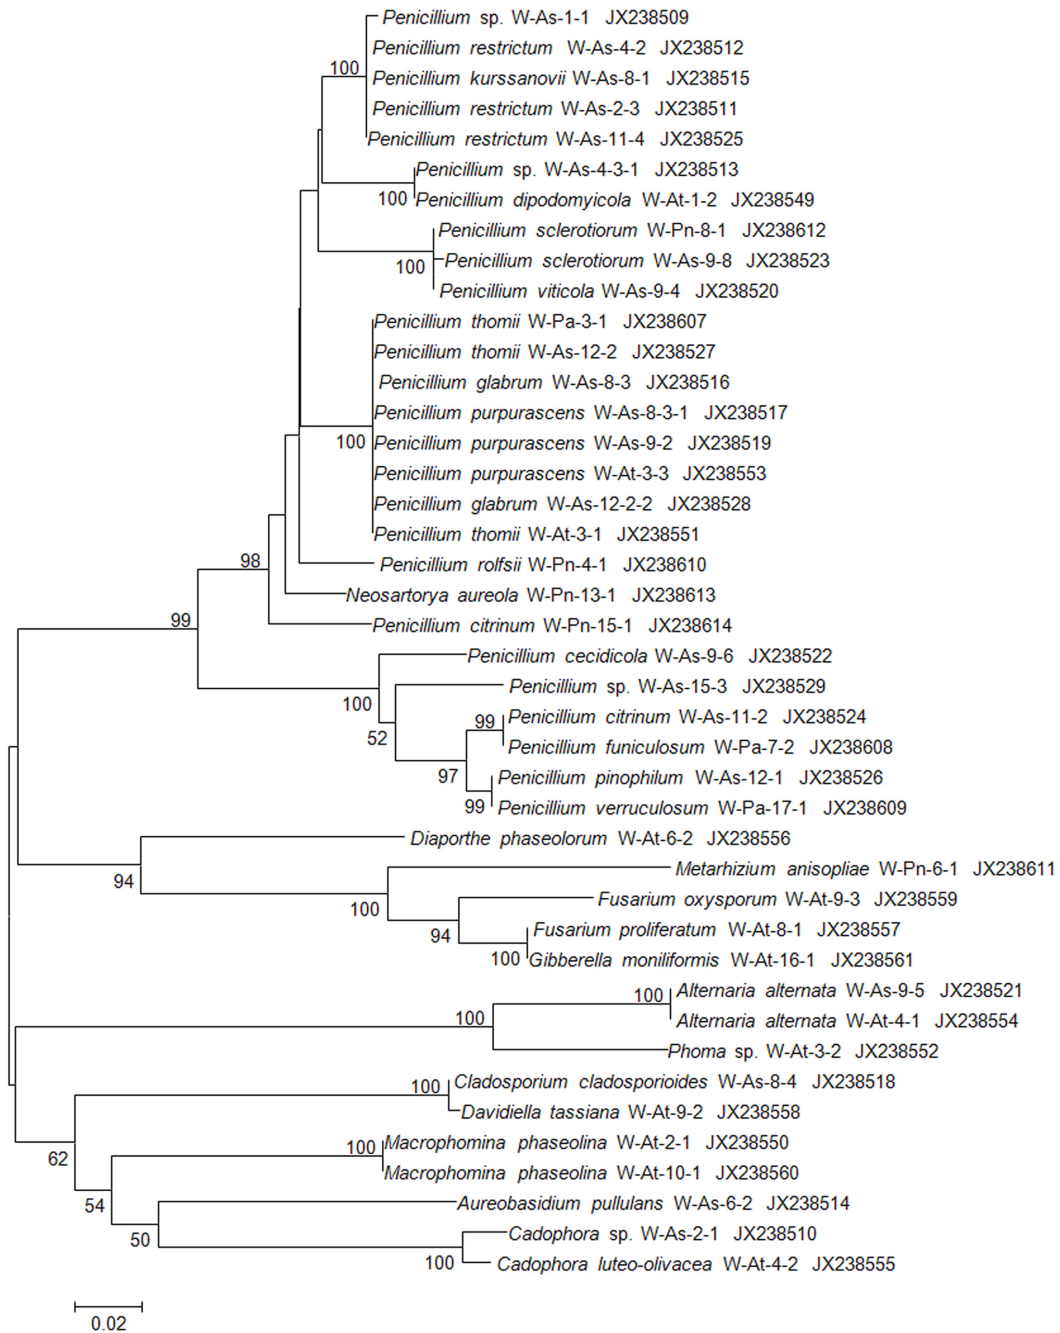 Penicillium sp. W-As-1-1 JX238509
Penicillium restrictum W-As-4-2 JX238512
100
Penicillium kurssanovii W-As-8-1 JX238515
Penicillium restrictum W-As-2-3 JX238511
Penicillium restrictum W-As-11-4 JX238525
Penicillium sp. W-As-4-3-1 JX238513
100
Penicillium dipodomyicola W-At-1-2 JX238549
Penicillium sclerotiorum W-Pn-8-1 JX238612
Penicillium sclerotiorum W-As-9-8 JX238523
100
Penicillium viticola W-As-9-4 JX238520
Penicillium thomii W-Pa-3-1 JX238607
Penicillium thomii W-As-12-2 JX238527
Penicillium glabrum W-As-8-3 JX238516
Penicillium purpurascens W-As-8-3-1 JX238517
100
Penicillium purpurascens W-As-9-2 JX238519
Penicillium purpurascens W-At-3-3 JX238553
Penicillium glabrum W-As-12-2-2 JX238528
Penicillium thomii W-At-3-1 JX238551
98
Penicillium rolfsii W-Pn-4-1 JX238610
Neosartorya aureola W-Pn-13-1 JX238613
99
Penicillium citrinum W-Pn-15-1 JX238614
Penicillium cecidicola W-As-9-6 JX238522
Penicillium sp. W-As-15-3 JX238529
100
Penicillium citrinum W-As-11-2 JX238524
99
52
Penicillium funiculosum W-Pa-7-2 JX238608
97
Penicillium pinophilum W-As-12-1 JX238526
99
Penicillium verruculosum W-Pa-17-1 JX238609
Diaporthe phaseolorum W-At-6-2 JX238556
Metarhizium anisopliae W-Pn-6-1 JX238611
94
Fusarium oxysporum W-At-9-3 JX238559
100
Fusarium proliferatum W-At-8-1 JX238557
94
100
Gibberella moniliformis W-At-16-1 JX238561
Alternaria alternata W-As-9-5 JX238521
100
100
Alternaria alternata W-At-4-1 JX238554
Phoma sp. W-At-3-2 JX238552
Cladosporium cladosporioides W-As-8-4 JX238518
100
Davidiella tassiana W-At-9-2 JX238558
Macrophomina phaseolina W-At-2-1 JX238550
100
62
Macrophomina phaseolina W-At-10-1 JX238560
Aureobasidium pullulans W-As-6-2 JX238514
54
Cadophora sp. W-As-2-1 JX238510
50
100
Cadophora luteo-olivacea W-At-4-2 JX238555
0.02